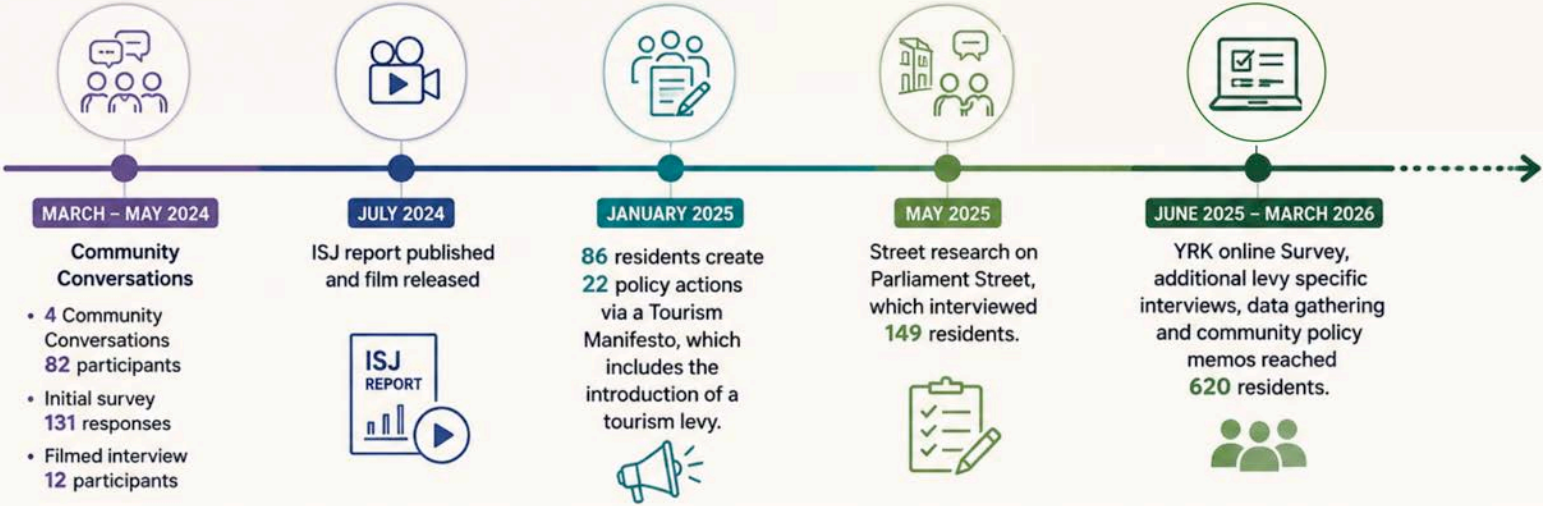 MARCH – MAY 2024
Community
Conversations
• 4 Community
Conversations
82 participants
• Initial survey
131 responses
• Filmed interview
12 participants
JULY 2024
ISJ report published
and film released
ISJ
REPORT
JANUARY 2025
86 residents create
22 policy actions
via a Tourism
Manifesto, which
includes the
introduction of a
tourism levy.
MAY 2025
Street research on
Parliament Street,
which interviewed
149 residents.
JUNE 2025 – MARCH 2026
YRK online Survey,
additional levy specific
interviews, data gathering
and community policy
memos reached
620 residents.